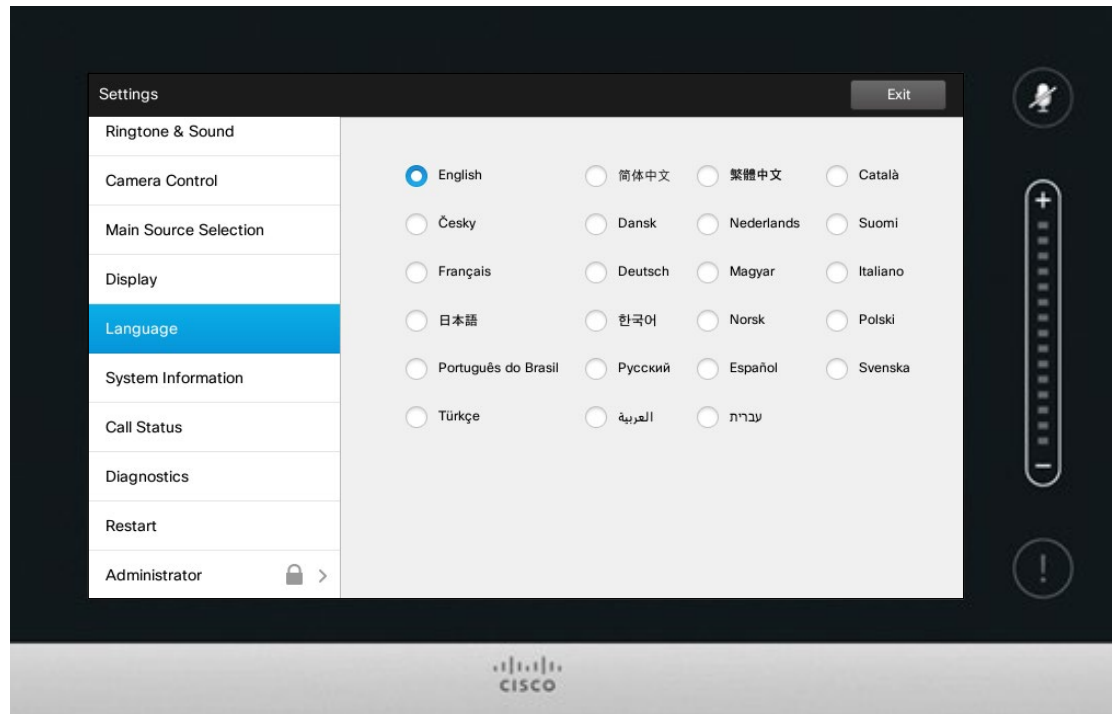 Settings
Exit
Ringtone & Sound
Camera Control
Main Source Selection
Display
Language
System Information
Call Status
Diagnostics
Restart
Administrator
English 简体中文 繁體中文 Català
Česky Dansk Nederlands Suomi
Français Deutsch Magyar Italiano
日本語 한국어 Norsk Polski
Português do Brasil Русский Español Svenska
Türkçe العربية עברית
+
−
!
CISCO